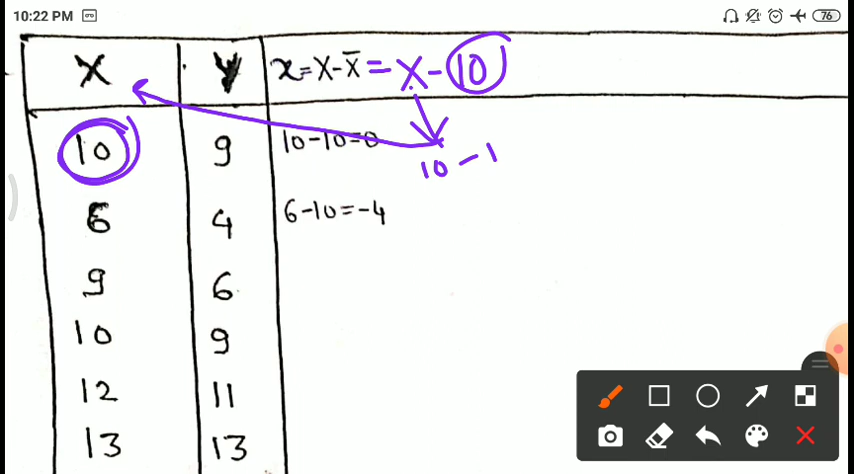 10:22 PM 76
X Y x=X-X̅ = X-10
10 9 10-10=0
10-1
6 4 6-10=-4
9 6
10 9
12 11
13 13